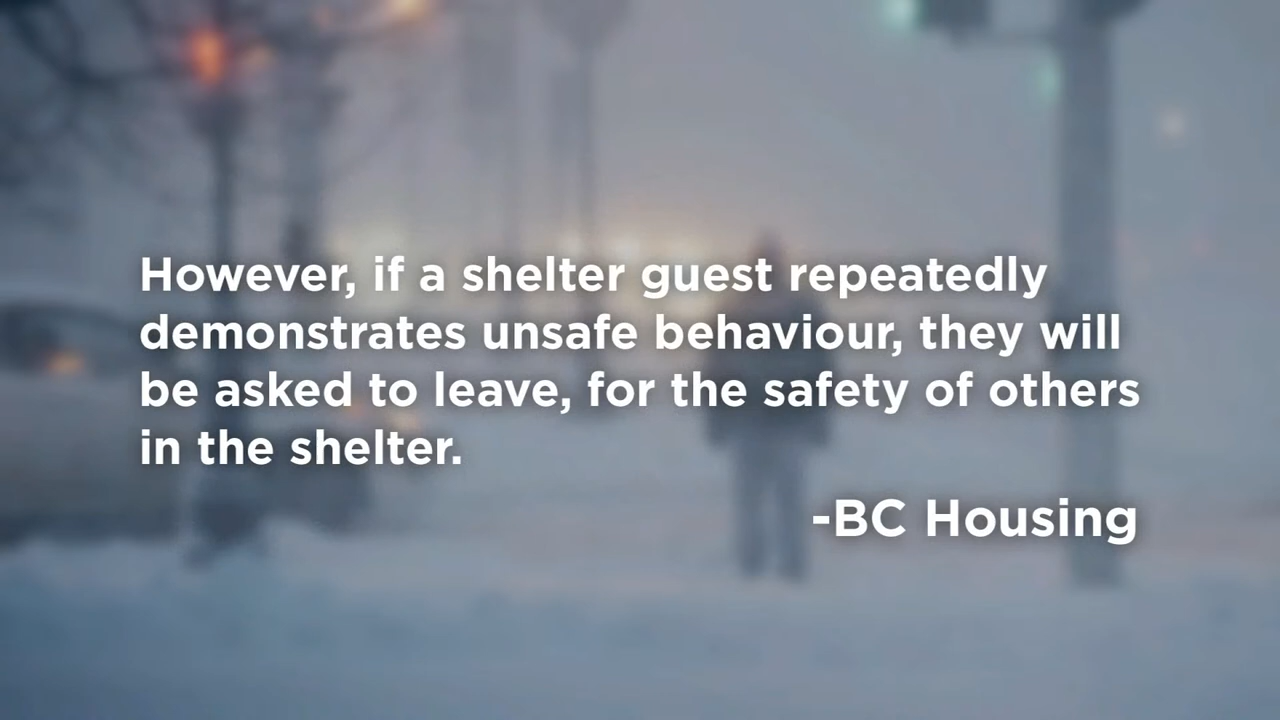 However, if a shelter guest repeatedly
demonstrates unsafe behaviour, they will
be asked to leave, for the safety of others
in the shelter.
-BC Housing